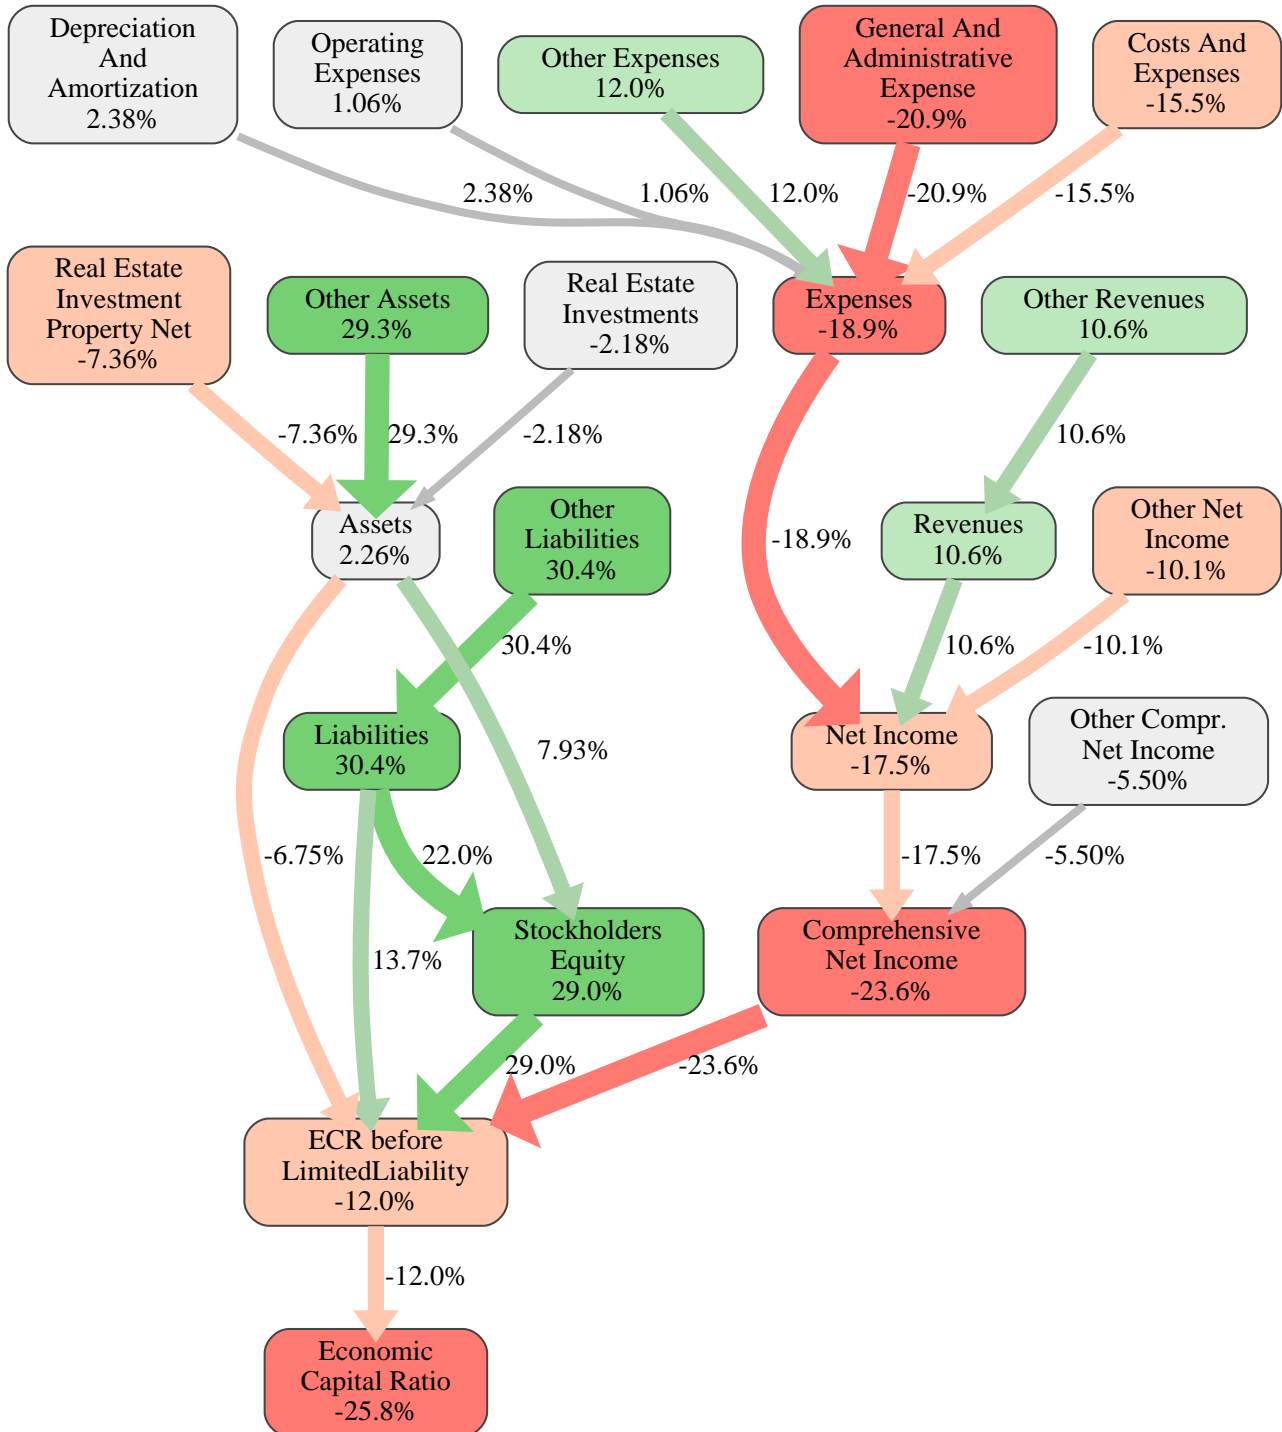 Depreciation
And
Amortization
2.38%
Operating
Expenses
1.06%
Other Expenses
12.0%
General And
Administrative
Expense
-20.9%
Costs And
Expenses
-15.5%
2.38%
1.06%
12.0%
-20.9%
-15.5%
Real Estate
Investment
Property Net
-7.36%
Other Assets
29.3%
Real Estate
Investments
-2.18%
Expenses
-18.9%
Other Revenues
10.6%
-7.36%
29.3%
-2.18%
10.6%
Assets
2.26%
Other
Liabilities
30.4%
-18.9%
Revenues
10.6%
Other Net
Income
-10.1%
30.4%
10.6%
-10.1%
Liabilities
30.4%
7.93%
Net Income
-17.5%
Other Compr.
Net Income
-5.50%
-6.75%
22.0%
-17.5%
-5.50%
13.7%
Stockholders
Equity
29.0%
Comprehensive
Net Income
-23.6%
29.0%
-23.6%
ECR before
LimitedLiability
-12.0%
-12.0%
Economic
Capital Ratio
-25.8%